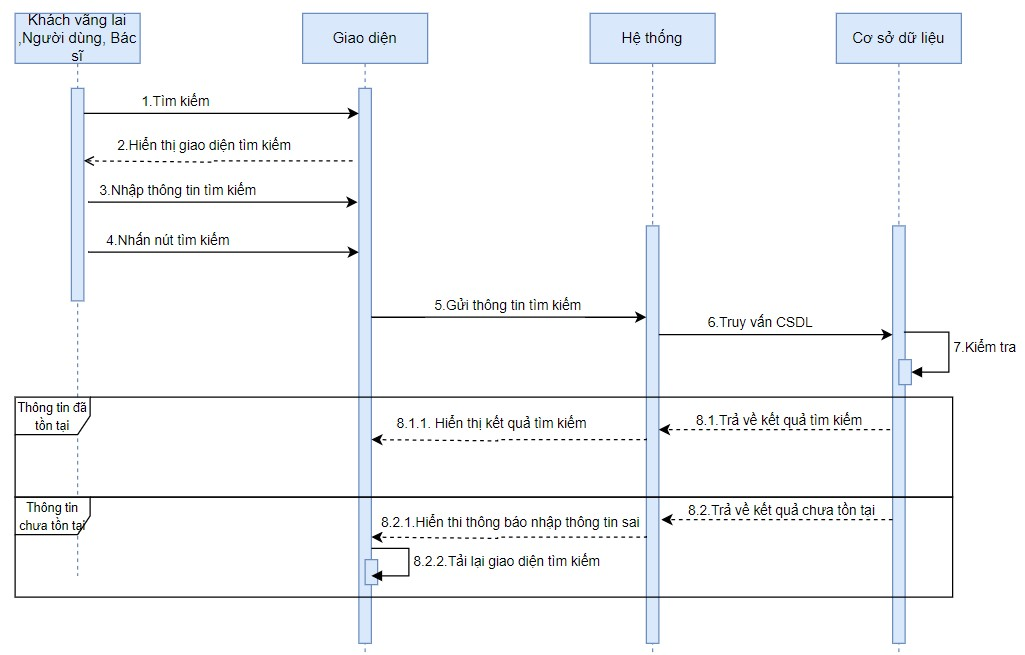 Khách vãng lai
,Người dùng, Bác
sĩ
Giao diện
Hệ thống
Cơ sở dữ liệu
1.Tìm kiếm
2.Hiển thị giao diện tìm kiếm
3.Nhập thông tin tìm kiếm
4.Nhấn nút tìm kiếm
5.Gửi thông tin tìm kiếm
6.Truy vấn CSDL
7.Kiểm tra
Thông tin đã
tồn tại
8.1.1. Hiển thị kết quả tìm kiếm
8.1.Trả về kết quả tìm kiếm
Thông tin
chưa tồn tại
8.2.Trả về kết quả chưa tồn tại
8.2.1.Hiển thi thông báo nhập thông tin sai
8.2.2.Tải lại giao diện tìm kiếm